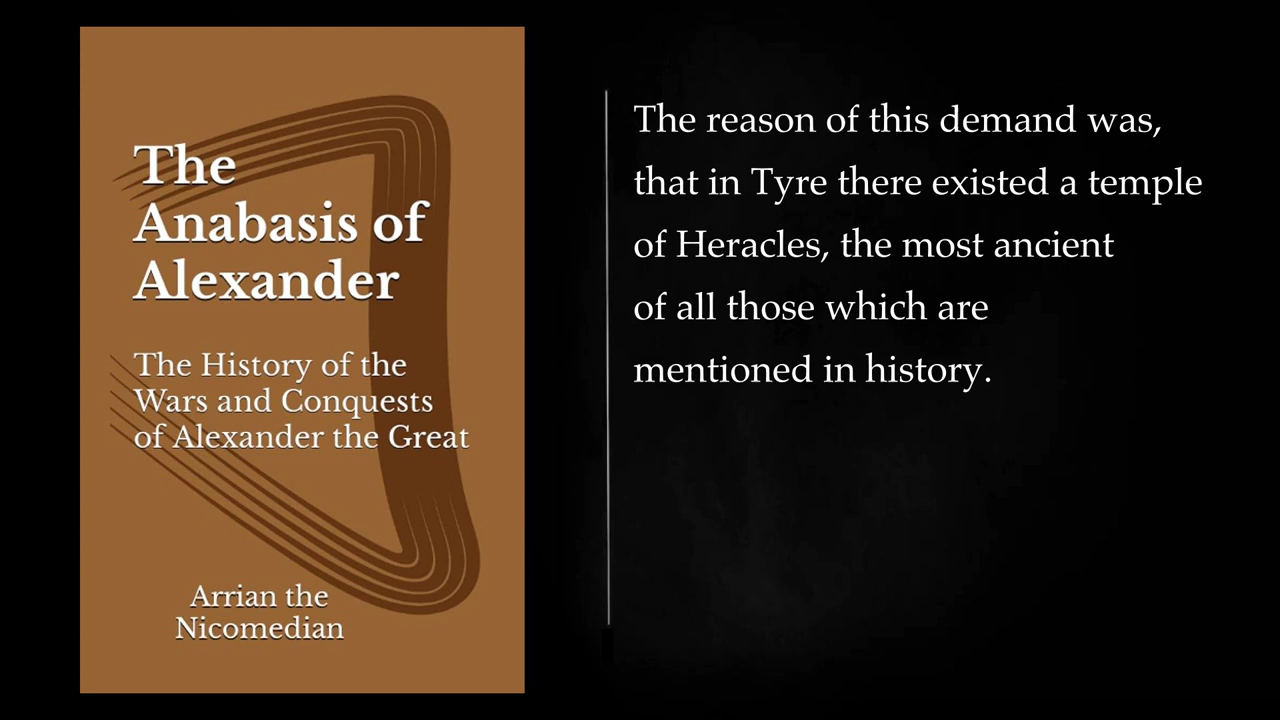 The
Anabasis of
Alexander
The History of the
Wars and Conquests
of Alexander the Great
Arrian the
Nicomedian
The reason of this demand was,
that in Tyre there existed a temple
of Heracles, the most ancient
of all those which are
mentioned in history.